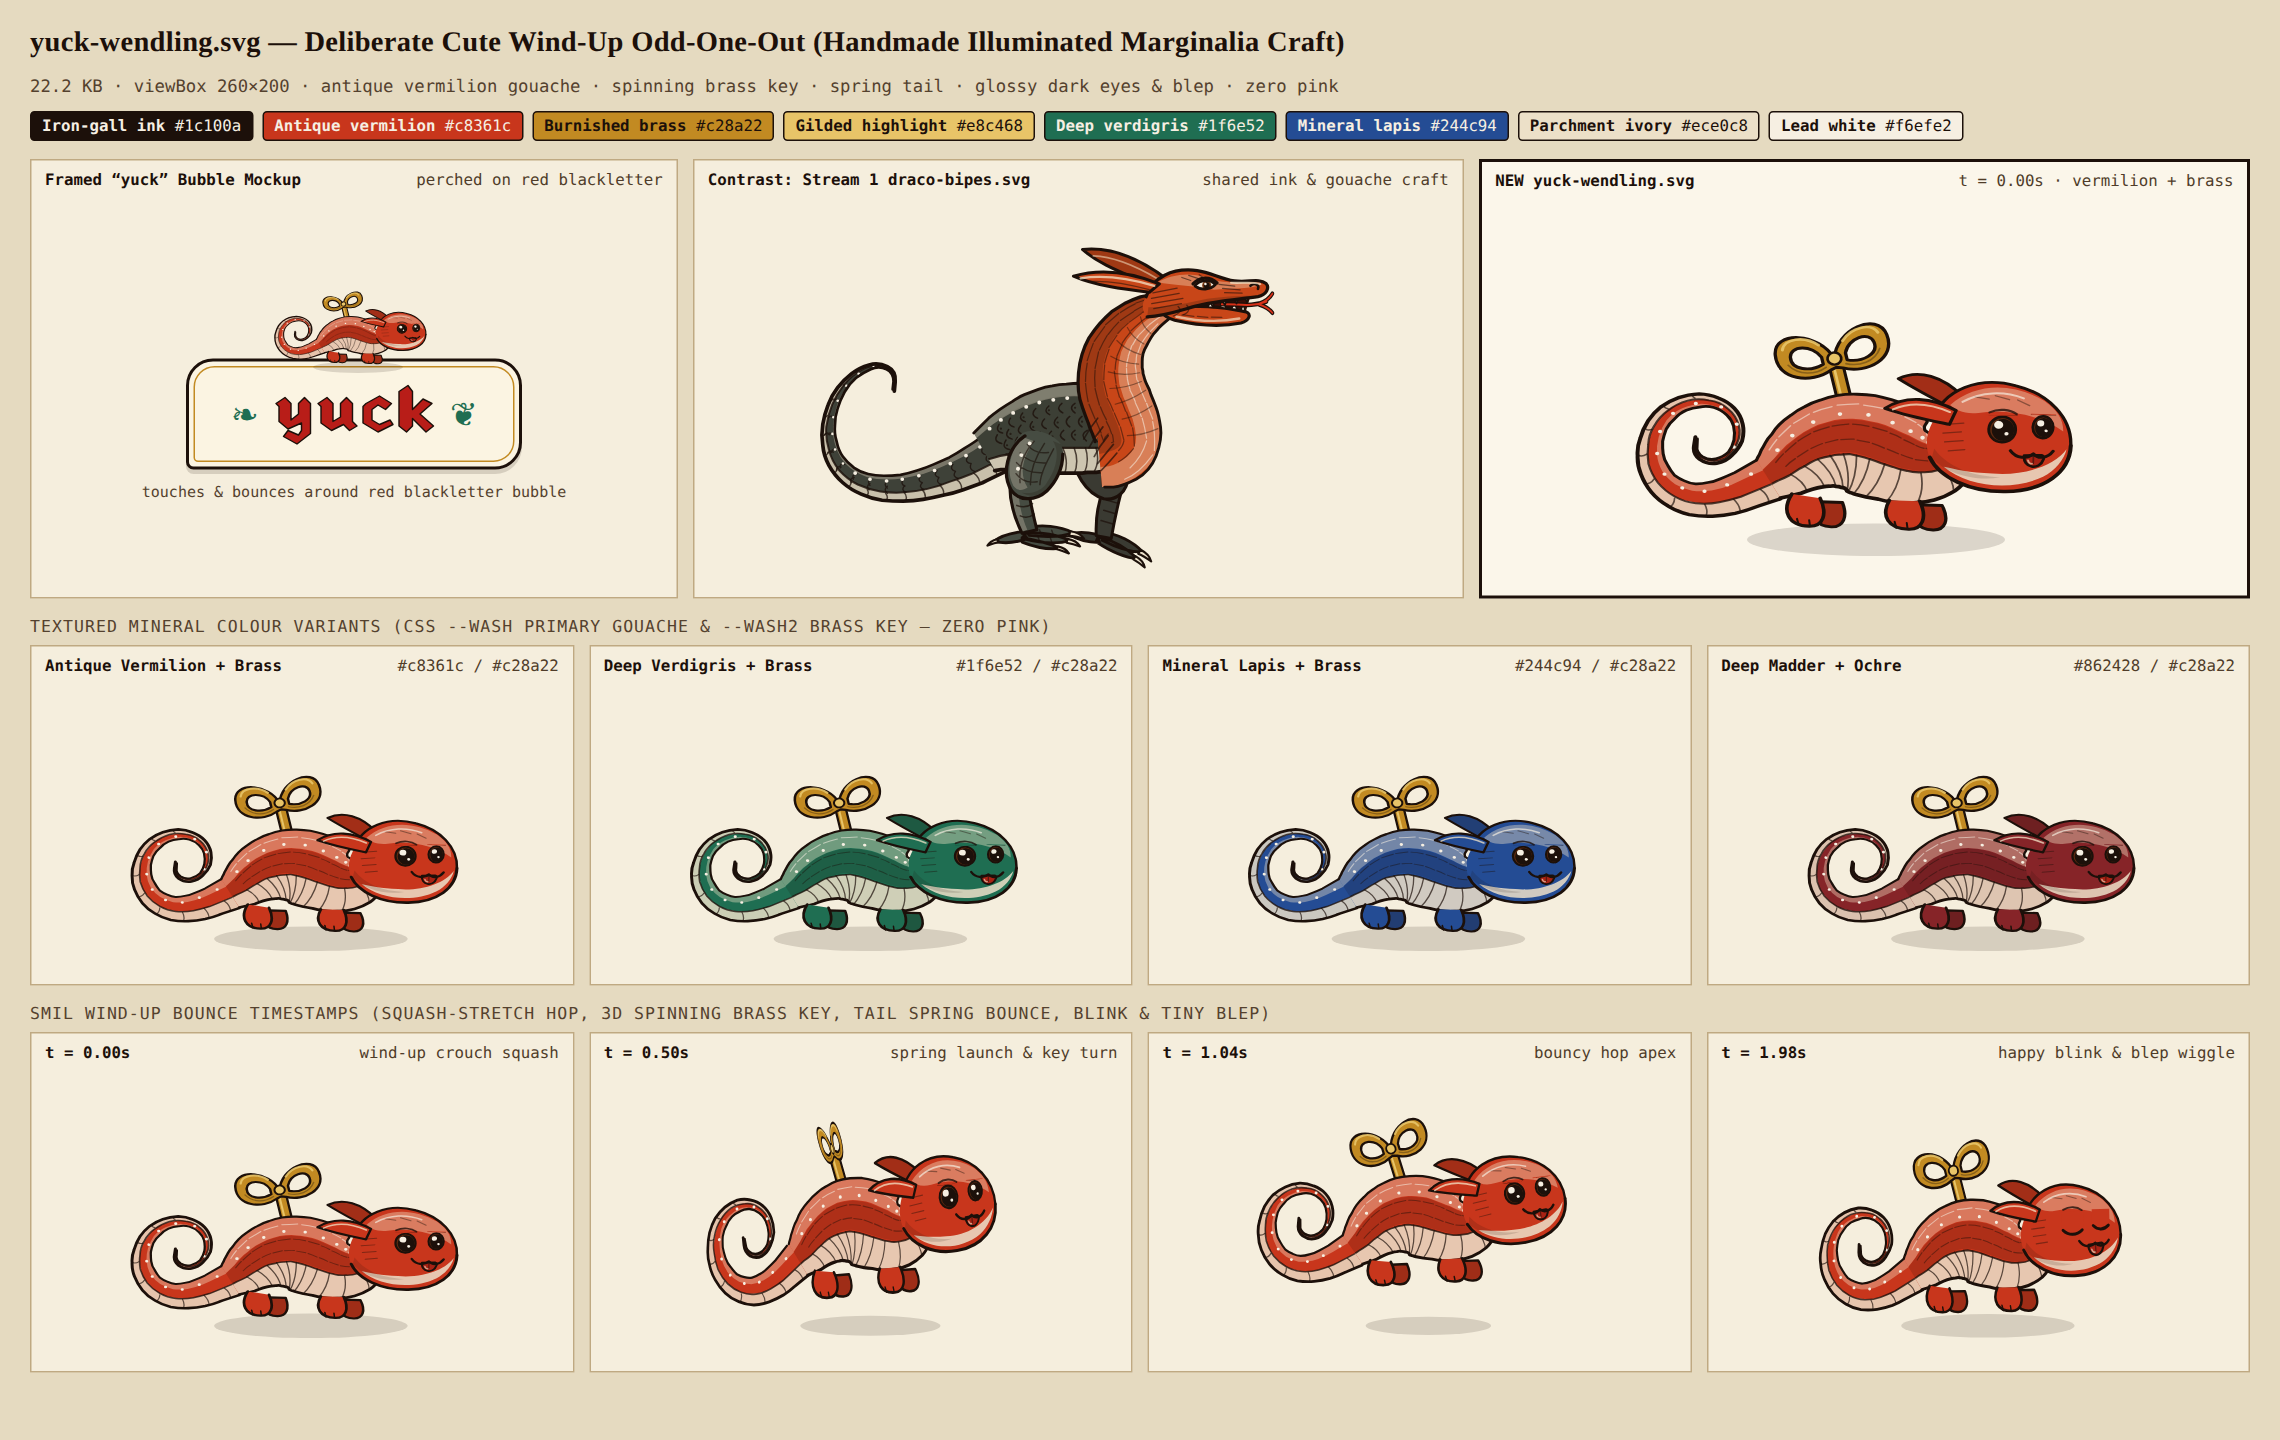 yuck-wendling.svg — Deliberate Cute Wind-Up Odd-One-Out (Handmade Illuminated Marginalia Craft)
22.2 KB · viewBox 260×200 · antique vermilion gouache · spinning brass key · spring tail · glossy dark eyes & blep · zero pink
Iron-gall ink #1c100a Antique vermilion #c8361c Burnished brass #c28a22 Gilded highlight #e8c468 Deep verdigris #1f6e52 Mineral lapis #244c94 Parchment ivory #ece0c8 Lead white #f6efe2
Framed “yuck” Bubble Mockup perched on red blackletter
❧ yuck ❦
touches & bounces around red blackletter bubble
Contrast: Stream 1 draco-bipes.svg shared ink & gouache craft
NEW yuck-wendling.svg t = 0.00s · vermilion + brass
TEXTURED MINERAL COLOUR VARIANTS (CSS --WASH PRIMARY GOUACHE & --WASH2 BRASS KEY — ZERO PINK)
Antique Vermilion + Brass #c8361c / #c28a22
Deep Verdigris + Brass #1f6e52 / #c28a22
Mineral Lapis + Brass #244c94 / #c28a22
Deep Madder + Ochre #862428 / #c28a22
SMIL WIND-UP BOUNCE TIMESTAMPS (SQUASH-STRETCH HOP, 3D SPINNING BRASS KEY, TAIL SPRING BOUNCE, BLINK & TINY BLEP)
t = 0.00s wind-up crouch squash
t = 0.50s spring launch & key turn
t = 1.04s bouncy hop apex
t = 1.98s happy blink & blep wiggle